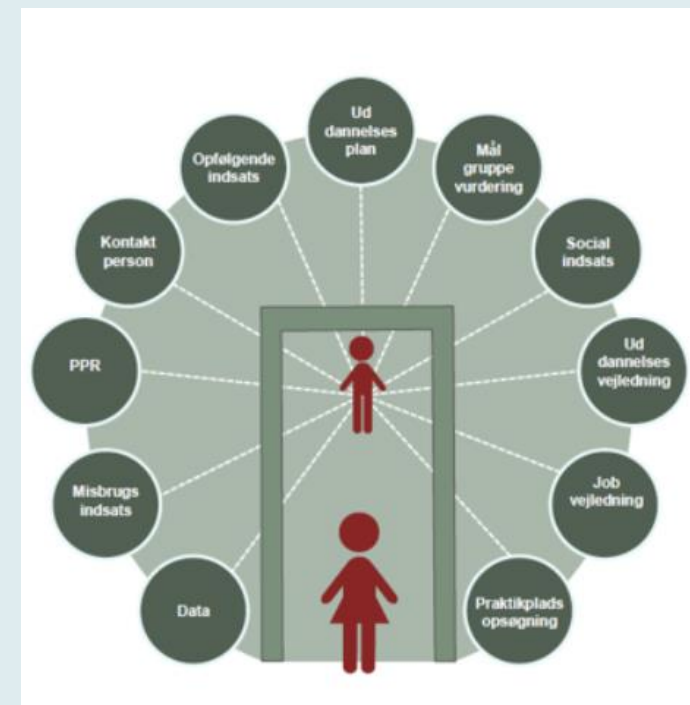 Ud
dannelses
plan
Opfølgende
indsats
Mål
gruppe
vurdering
Kontakt
person
Social
indsats
PPR
Ud
dannelses
vejledning
Misbrugs
indsats
Job
vejledning
Data
Praktikplads
opsøgning